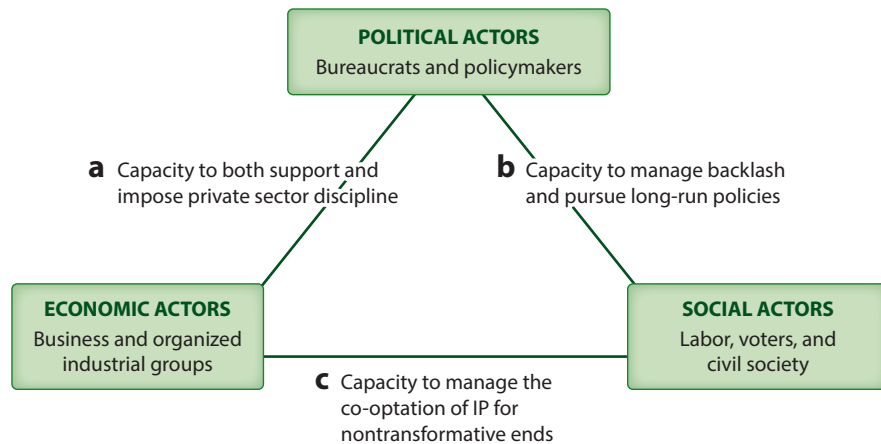 POLITICAL ACTORS
Bureaucrats and policymakers
a Capacity to both support and
impose private sector discipline
b Capacity to manage backlash
and pursue long-run policies
ECONOMIC ACTORS
Business and organized
industrial groups
SOCIAL ACTORS
Labor, voters, and
civil society
c Capacity to manage the
co-optation of IP for
nontransformative ends